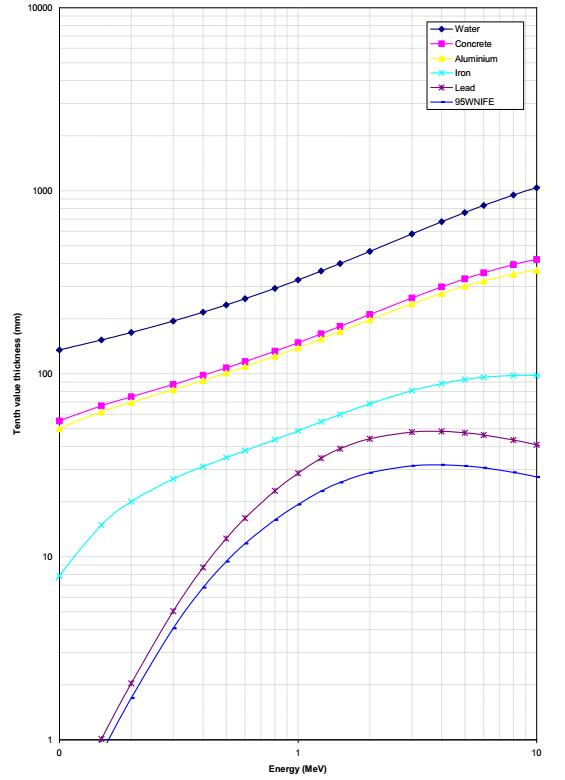 10000
Water
Concrete
Aluminium
Iron
Lead
95WNIFE
1000
Tenth value thickness (mm)
100
10
1
0 1 10
Energy (MeV)